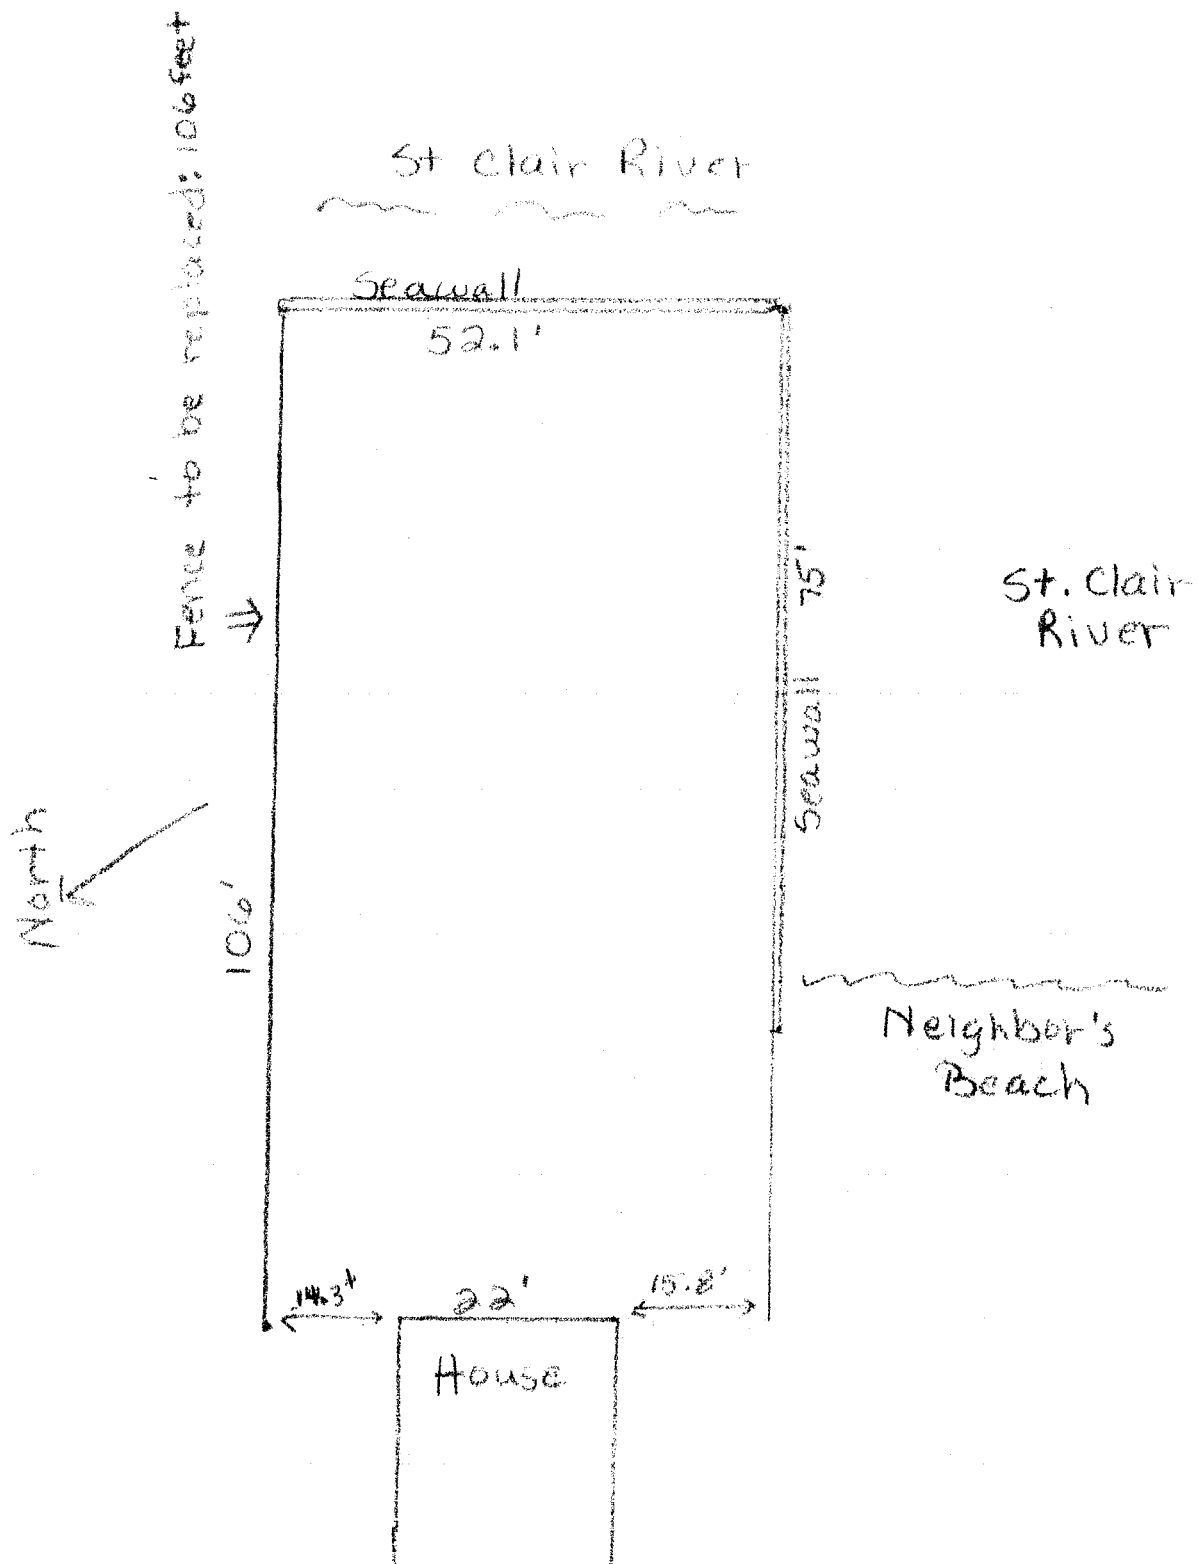 Fence to be replaced: 106 feet
St Clair River
Seawall
52.1'
Seawall 75'
St. Clair
River
North
106'
Neighbor's
Beach
14.3'
22'
15.8'
House